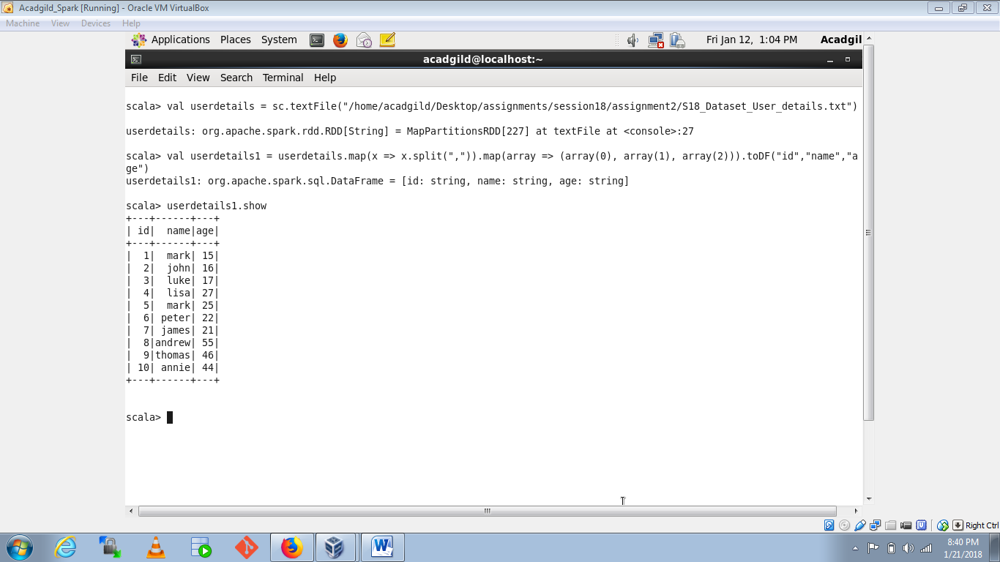 Acadgild_Spark [Running] - Oracle VM VirtualBox
Machine View Devices Help
Applications Places System Fri Jan 12, 1:04 PM Acadgil
acadgild@localhost:~
File Edit View Search Terminal Help
scala> val userdetails = sc.textFile("/home/acadgild/Desktop/assignments/session18/assignment2/S18_Dataset_User_details.txt")
userdetails: org.apache.spark.rdd.RDD[String] = MapPartitionsRDD[227] at textFile at <console>:27
scala> val userdetails1 = userdetails.map(x => x.split(",")).map(array => (array(0), array(1), array(2))).toDF("id","name","a
ge")
userdetails1: org.apache.spark.sql.DataFrame = [id: string, name: string, age: string]
scala> userdetails1.show
+---+------+---+
| id|  name|age|
+---+------+---+
|  1|  mark| 15|
|  2|  john| 16|
|  3|  luke| 17|
|  4|  lisa| 27|
|  5|  mark| 25|
|  6| peter| 22|
|  7| james| 21|
|  8|andrew| 55|
|  9|thomas| 46|
| 10| annie| 44|
+---+------+---+
scala>
Right Ctrl
8:40 PM
1/21/2018